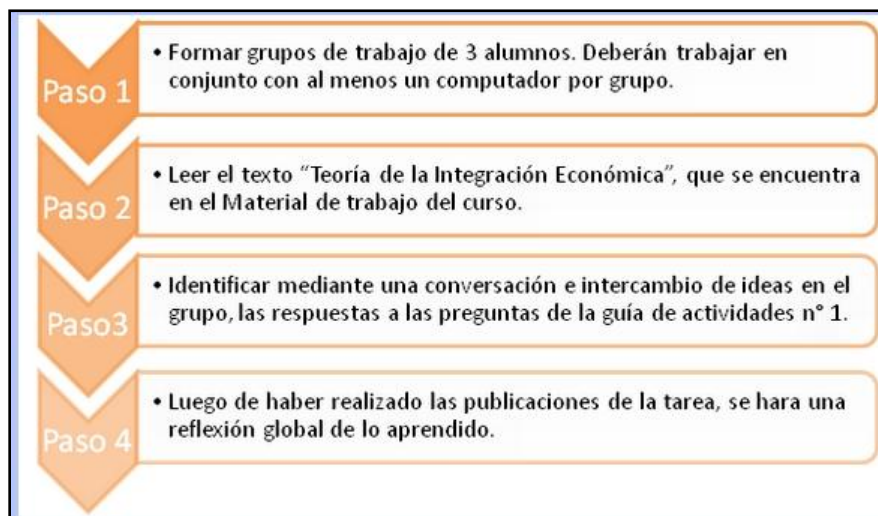 Paso 1
• Formar grupos de trabajo de 3 alumnos. Deberán trabajar en
conjunto con al menos un computador por grupo.
Paso 2
• Leer el texto “Teoría de la Integración Económica”, que se encuentra
en el Material de trabajo del curso.
Paso3
• Identificar mediante una conversación e intercambio de ideas en el
grupo, las respuestas a las preguntas de la guía de actividades n° 1.
Paso 4
• Luego de haber realizado las publicaciones de la tarea, se hara una
reflexión global de lo aprendido.